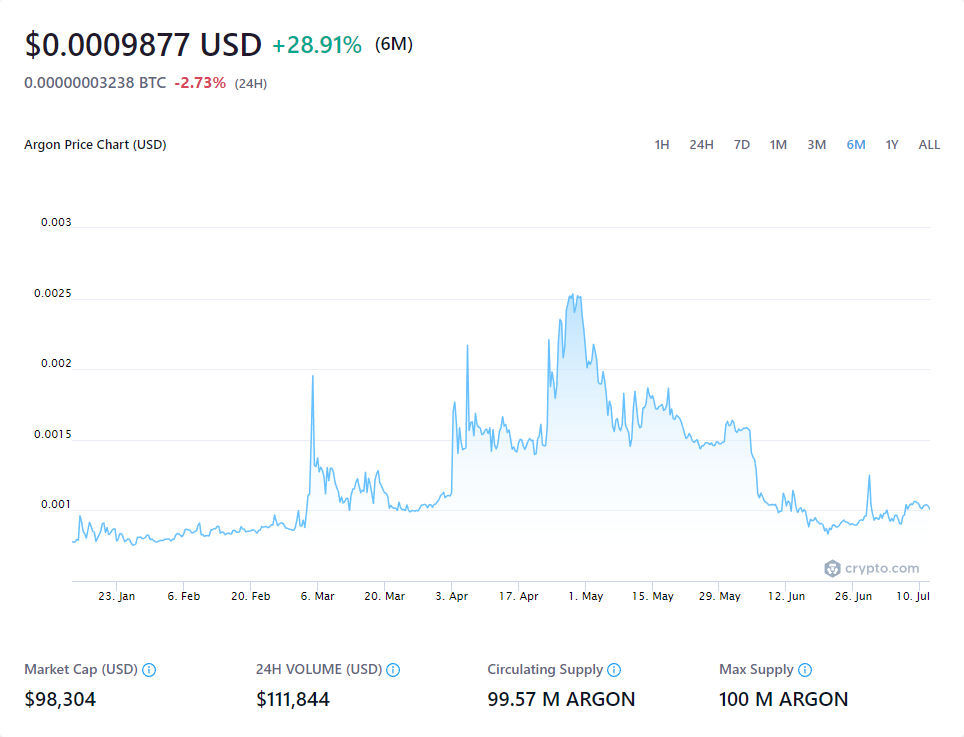 $0.0009877 USD +28.91% (6M)
0.00000003238 BTC -2.73% (24H)
Argon Price Chart (USD) 1H 24H 7D 1M 3M 6M 1Y ALL
0.003
0.0025
0.002
0.0015
0.001
crypto.com
23. Jan 6. Feb 20. Feb 6. Mar 20. Mar 3. Apr 17. Apr 1. May 15. May 29. May 12. Jun 26. Jun 10. Jul
Market Cap (USD) 24H VOLUME (USD) Circulating Supply Max Supply
$98,304 $111,844 99.57 M ARGON 100 M ARGON